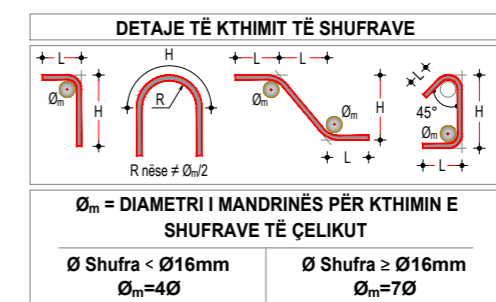 DETAJE TË KTHIMIT TË SHUFRAVE
L
Øm
H
H
R
R nëse ≠ Øm/2
L
L
Øm
Øm
H
L
L
45°
Øm
H
L
Øm = DIAMETRI I MANDRINËS PËR KTHIMIN E
SHUFRAVE TË ÇELIKUT
Ø Shufra < Ø16mm
Øm=4Ø
Ø Shufra ≥ Ø16mm
Øm=7Ø